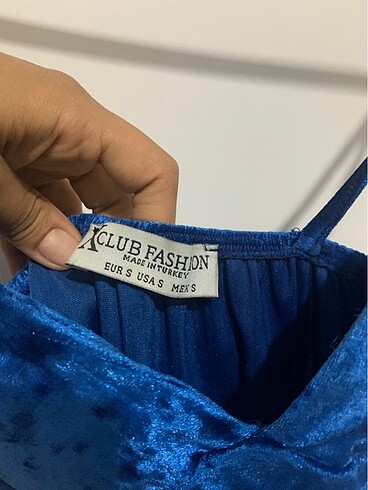 XCLUB FASHION
MADE IN TURKEY
EUR S USA S MEX S